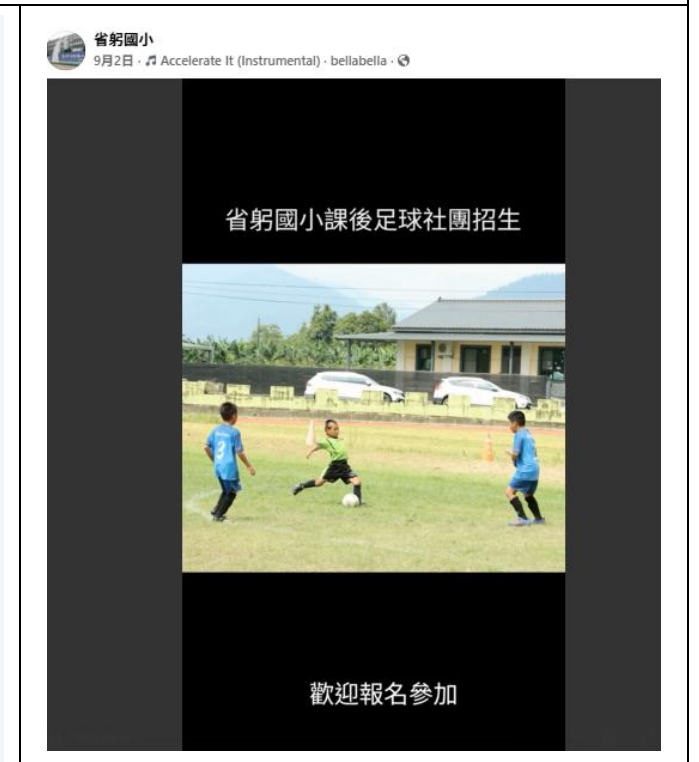 省躬國小
9月2日 · Accelerate It (Instrumental) · bellabella ·
省躬國小課後足球社團招生
3
歡迎報名參加